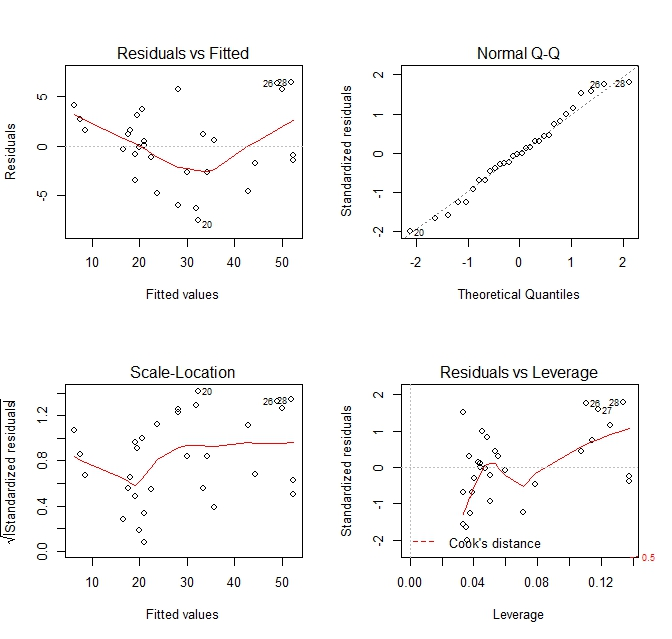 Residuals vs Fitted
Residuals
5
0
-5
26
28
20
10 20 30 40 50
Fitted values
Normal Q-Q
Standardized residuals
2
1
0
-1
-2
26
28
20
-2 -1 0 1 2
Theoretical Quantiles
Scale-Location
√|Standardized residuals|
1.2
0.8
0.4
0.0
20
26
28
10 20 30 40 50
Fitted values
Residuals vs Leverage
Standardized residuals
2
1
0
-1
-2
26
28
27
Cook's distance
0.5
0.00 0.04 0.08 0.12
Leverage